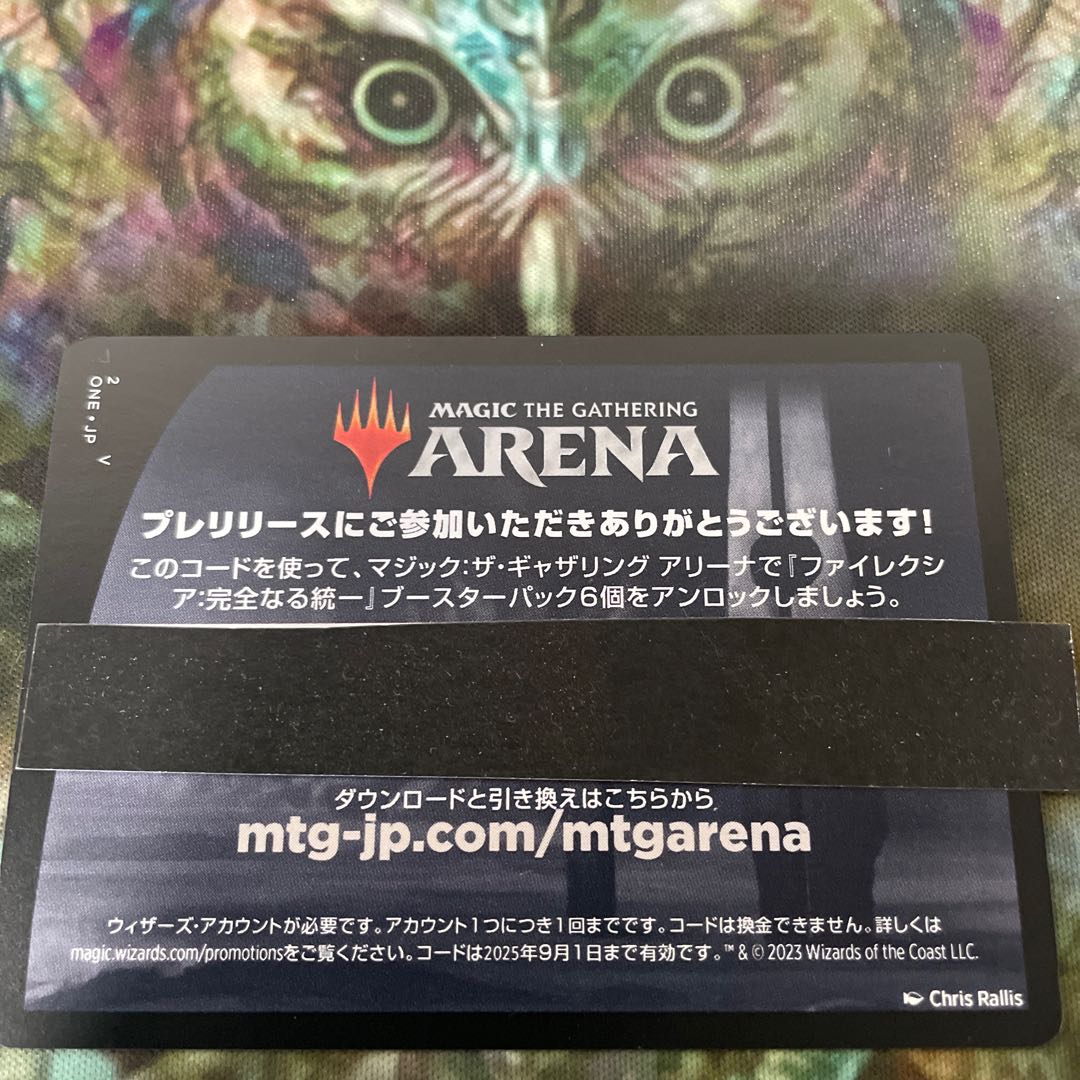 2
ONE • JP V
MAGIC THE GATHERING
ARENA
プレリリースにご参加いただきありがとうございます!
このコードを使って、マジック:ザ・ギャザリング アリーナで『ファイレクシ
ア:完全なる統一』ブースターパック6個をアンロックしましょう。
ダウンロードと引き換えはこちらから
mtg-jp.com/mtgarena
ウィザーズ・アカウントが必要です。アカウント1つにつき1回までです。コードは換金できません。詳しくは
magic.wizards.com/promotionsをご覧ください。コードは2025年9月1日まで有効です。™ & © 2023 Wizards of the Coast LLC.
Chris Rallis